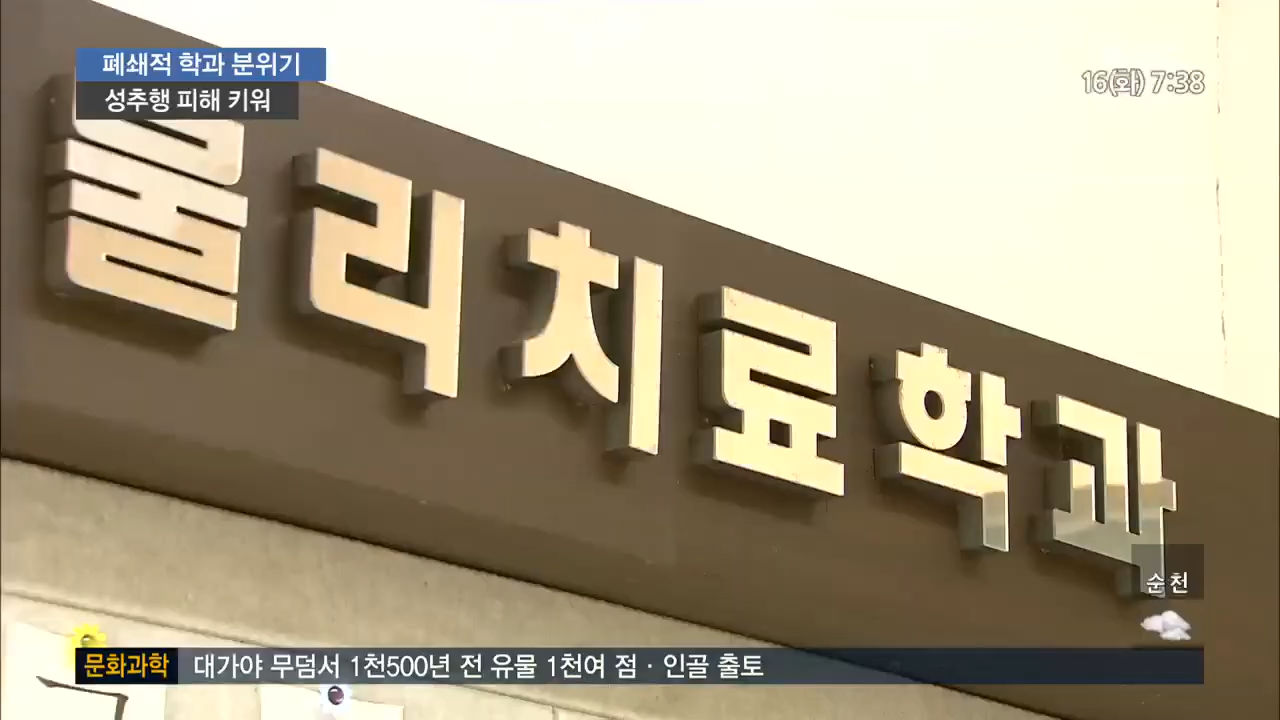 폐쇄적 학과 분위기
성추행 피해 키워
16(화) 7:38
물리치료학과
순천
문화과학 대가야 무덤서 1천500년 전 유물 1천여 점·인골 출토